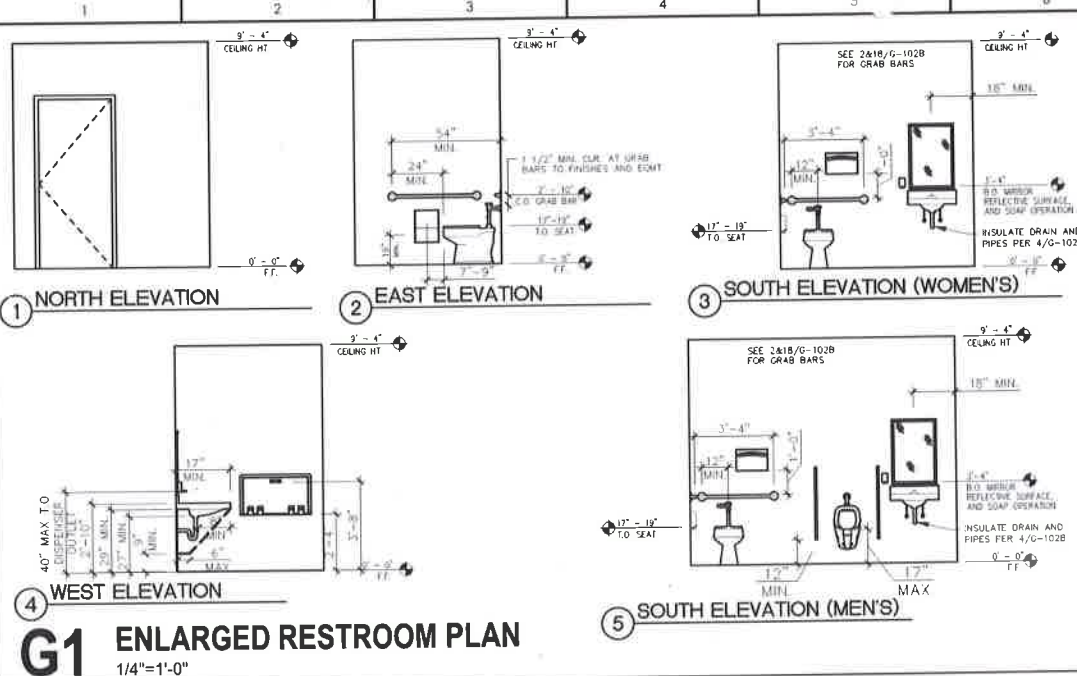 1 2 3 4
9' - 4"
CEILING HT
0' - 0"
F.F.
1 NORTH ELEVATION
9' - 4"
CEILING HT
54"
MIN.
24"
MIN.
1 1/2" MIN. CLR. AT GRAB
BARS TO FINISHES AND EQMT
2' - 10"
C.O. GRAB BAR
17"-19"
T.O. SEAT
7"-9"
F.F.
2 EAST ELEVATION
SEE 2&18/G-102B
FOR GRAB BARS
9' - 4"
CEILING HT
18" MIN.
3'-4"
12"
MIN.
1'-0"
17" - 19"
T.O. SEAT
3'-4"
B.O. MIRROR
REFLECTIVE SURFACE,
AND SOAP OPERATION
INSULATE DRAIN AND
PIPES PER 4/G-102
F.F.
3 SOUTH ELEVATION (WOMEN'S)
9' - 4"
CEILING HT
17"
MIN.
40" MAX T.O
DISPENSER
OUTLET
2'-10"
29" MIN.
27" MIN.
9"
MIN.
MIN
6"
MAX
2'-4"
3'-8"
F.F.
4 WEST ELEVATION
SEE 2&18/G-102B
FOR GRAB BARS
9' - 4"
CEILING HT
18" MIN.
3'-4"
12"
MIN.
1'-0"
17" - 19"
T.O. SEAT
3'-4"
B.O. MIRROR
REFLECTIVE SURFACE,
AND SOAP OPERATION
INSULATE DRAIN AND
PIPES PER 4/G-102B
0' - 0"
F.F.
12"
MIN.
17"
MAX
5 SOUTH ELEVATION (MEN'S)
G1 ENLARGED RESTROOM PLAN
1/4"=1'-0"